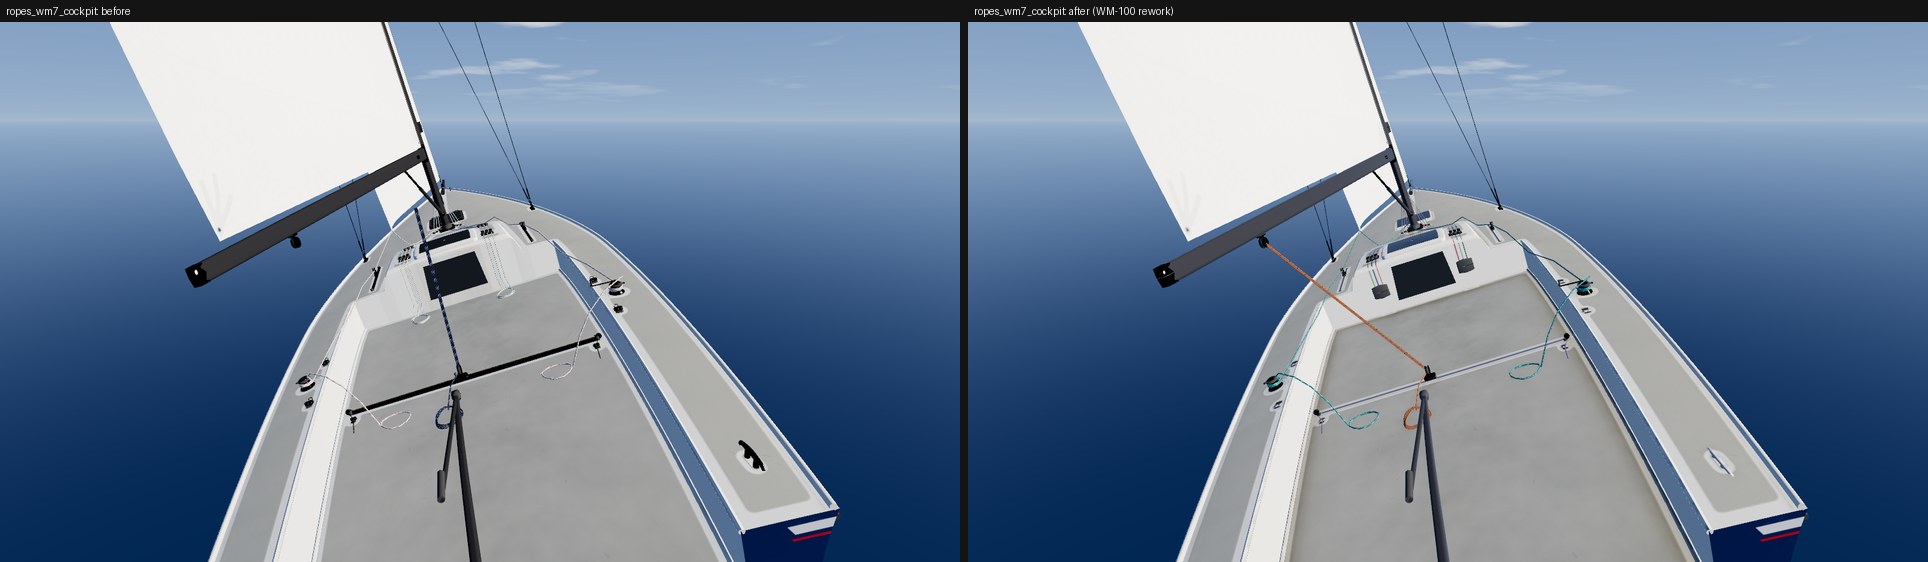 ropes_wm7_cockpit before
ropes_wm7_cockpit after (WM-100 rework)